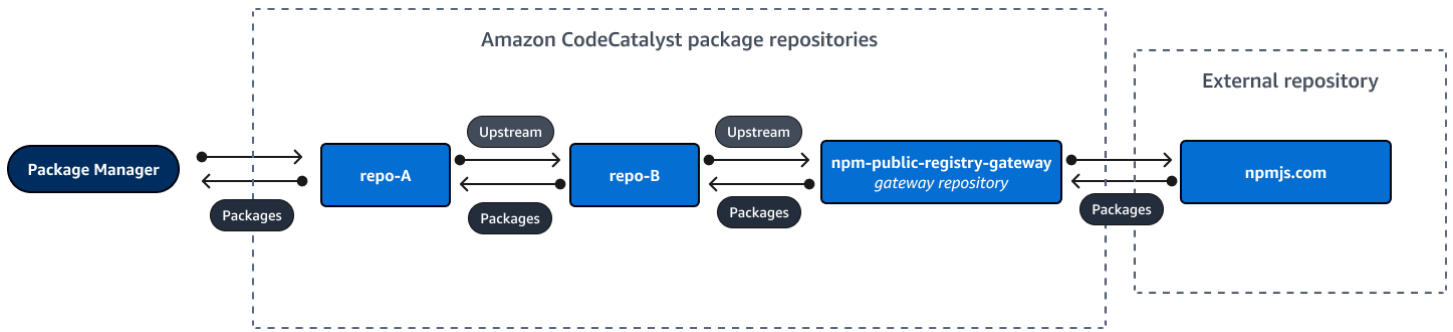 Amazon CodeCatalyst package repositories
External repository
Upstream
Upstream
Package Manager
repo-A
repo-B
npm-public-registry-gateway
gateway repository
npmjs.com
Packages
Packages
Packages
Packages